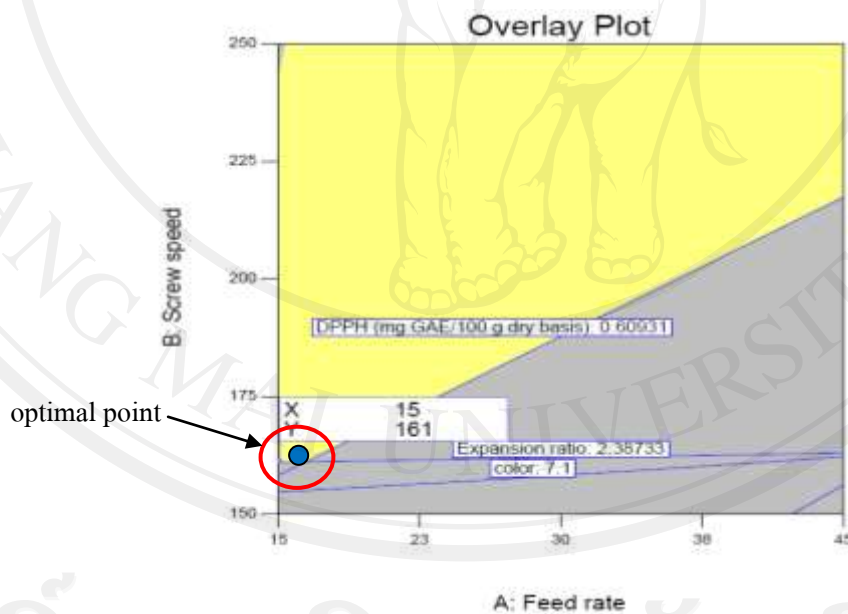 Overlay Plot
250
225
200
175
150
B: Screw speed
DPPH (mg GAE/100 g dry basis): 0.60931
X 15
Y 161
optimal point
Expansion ratio: 2.38733
color: 7.1
15 23 30 38 45
A: Feed rate